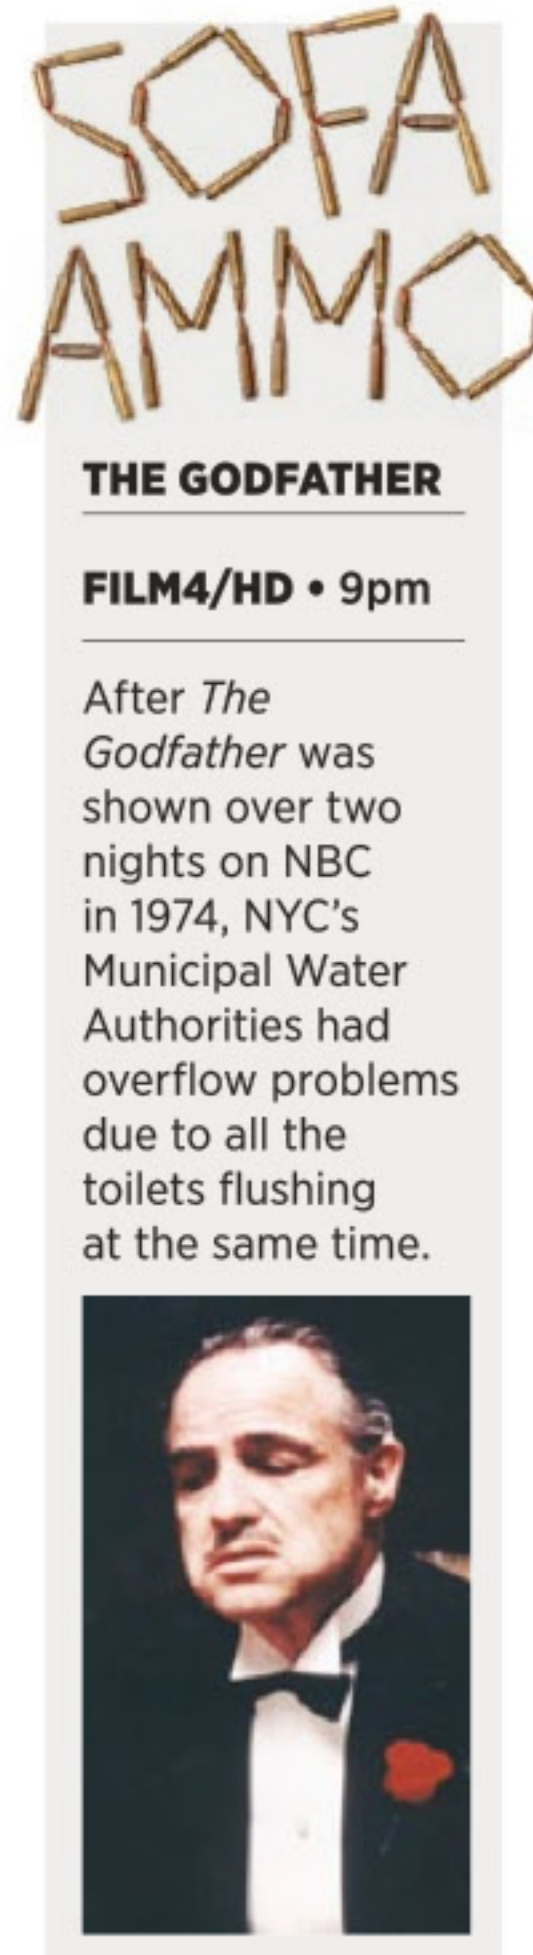 SOFA
AMMO
THE GODFATHER
FILM4/HD • 9pm
After The
Godfather was
shown over two
nights on NBC
in 1974, NYC's
Municipal Water
Authorities had
overflow problems
due to all the
toilets flushing
at the same time.